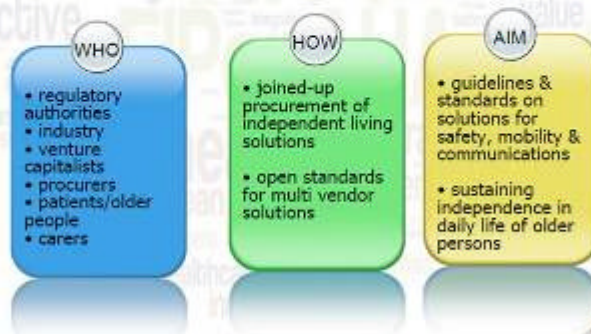 WHO
• regulatory
authorities
• industry
• venture
capitalists
• procurers
• patients/older
people
• carers
HOW
• joined-up
procurement of
independent living
solutions
• open standards
for multi vendor
solutions
AIM
• guidelines &
standards on
solutions for
safety, mobility &
communications
• sustaining
independence in
daily life of older
persons